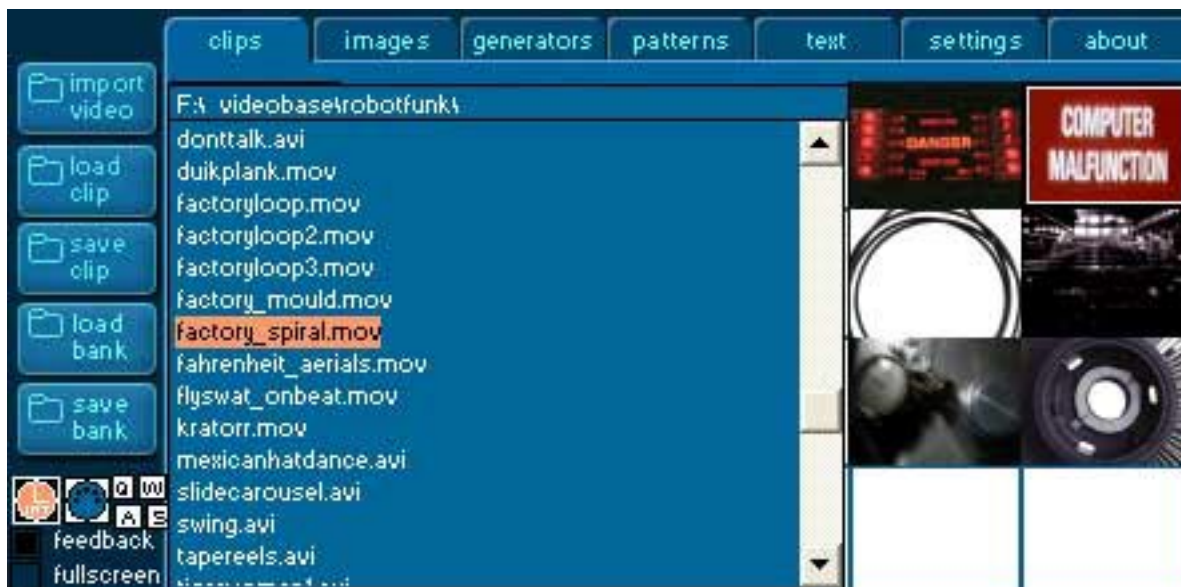 clips images generators patterns text settings about
import video
load clip
save clip
load bank
save bank
F:\_videobase\robotfunk\
donttalk.avi
duikplank.mov
factoryloop.mov
factoryloop2.mov
factoryloop3.mov
factory_mould.mov
factory_spiral.mov
fahrenheit_aerials.mov
flyswat_onbeat.mov
kratorr.mov
mexicanhatdance.avi
slidecarousel.avi
swing.avi
tapereels.avi
DANGER
COMPUTER
MALFUNCTION
Q W
A S
feedback
fullscreen